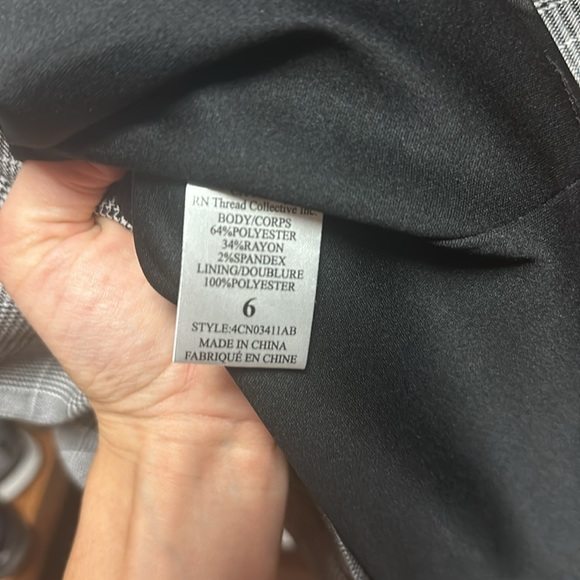 RN Thread Collective Inc.
BODY/CORPS
64%POLYESTER
34%RAYON
2%SPANDEX
LINING/DOUBLURE
100%POLYESTER
6
STYLE:4CN03411AB
MADE IN CHINA
FABRIQUÉ EN CHINE